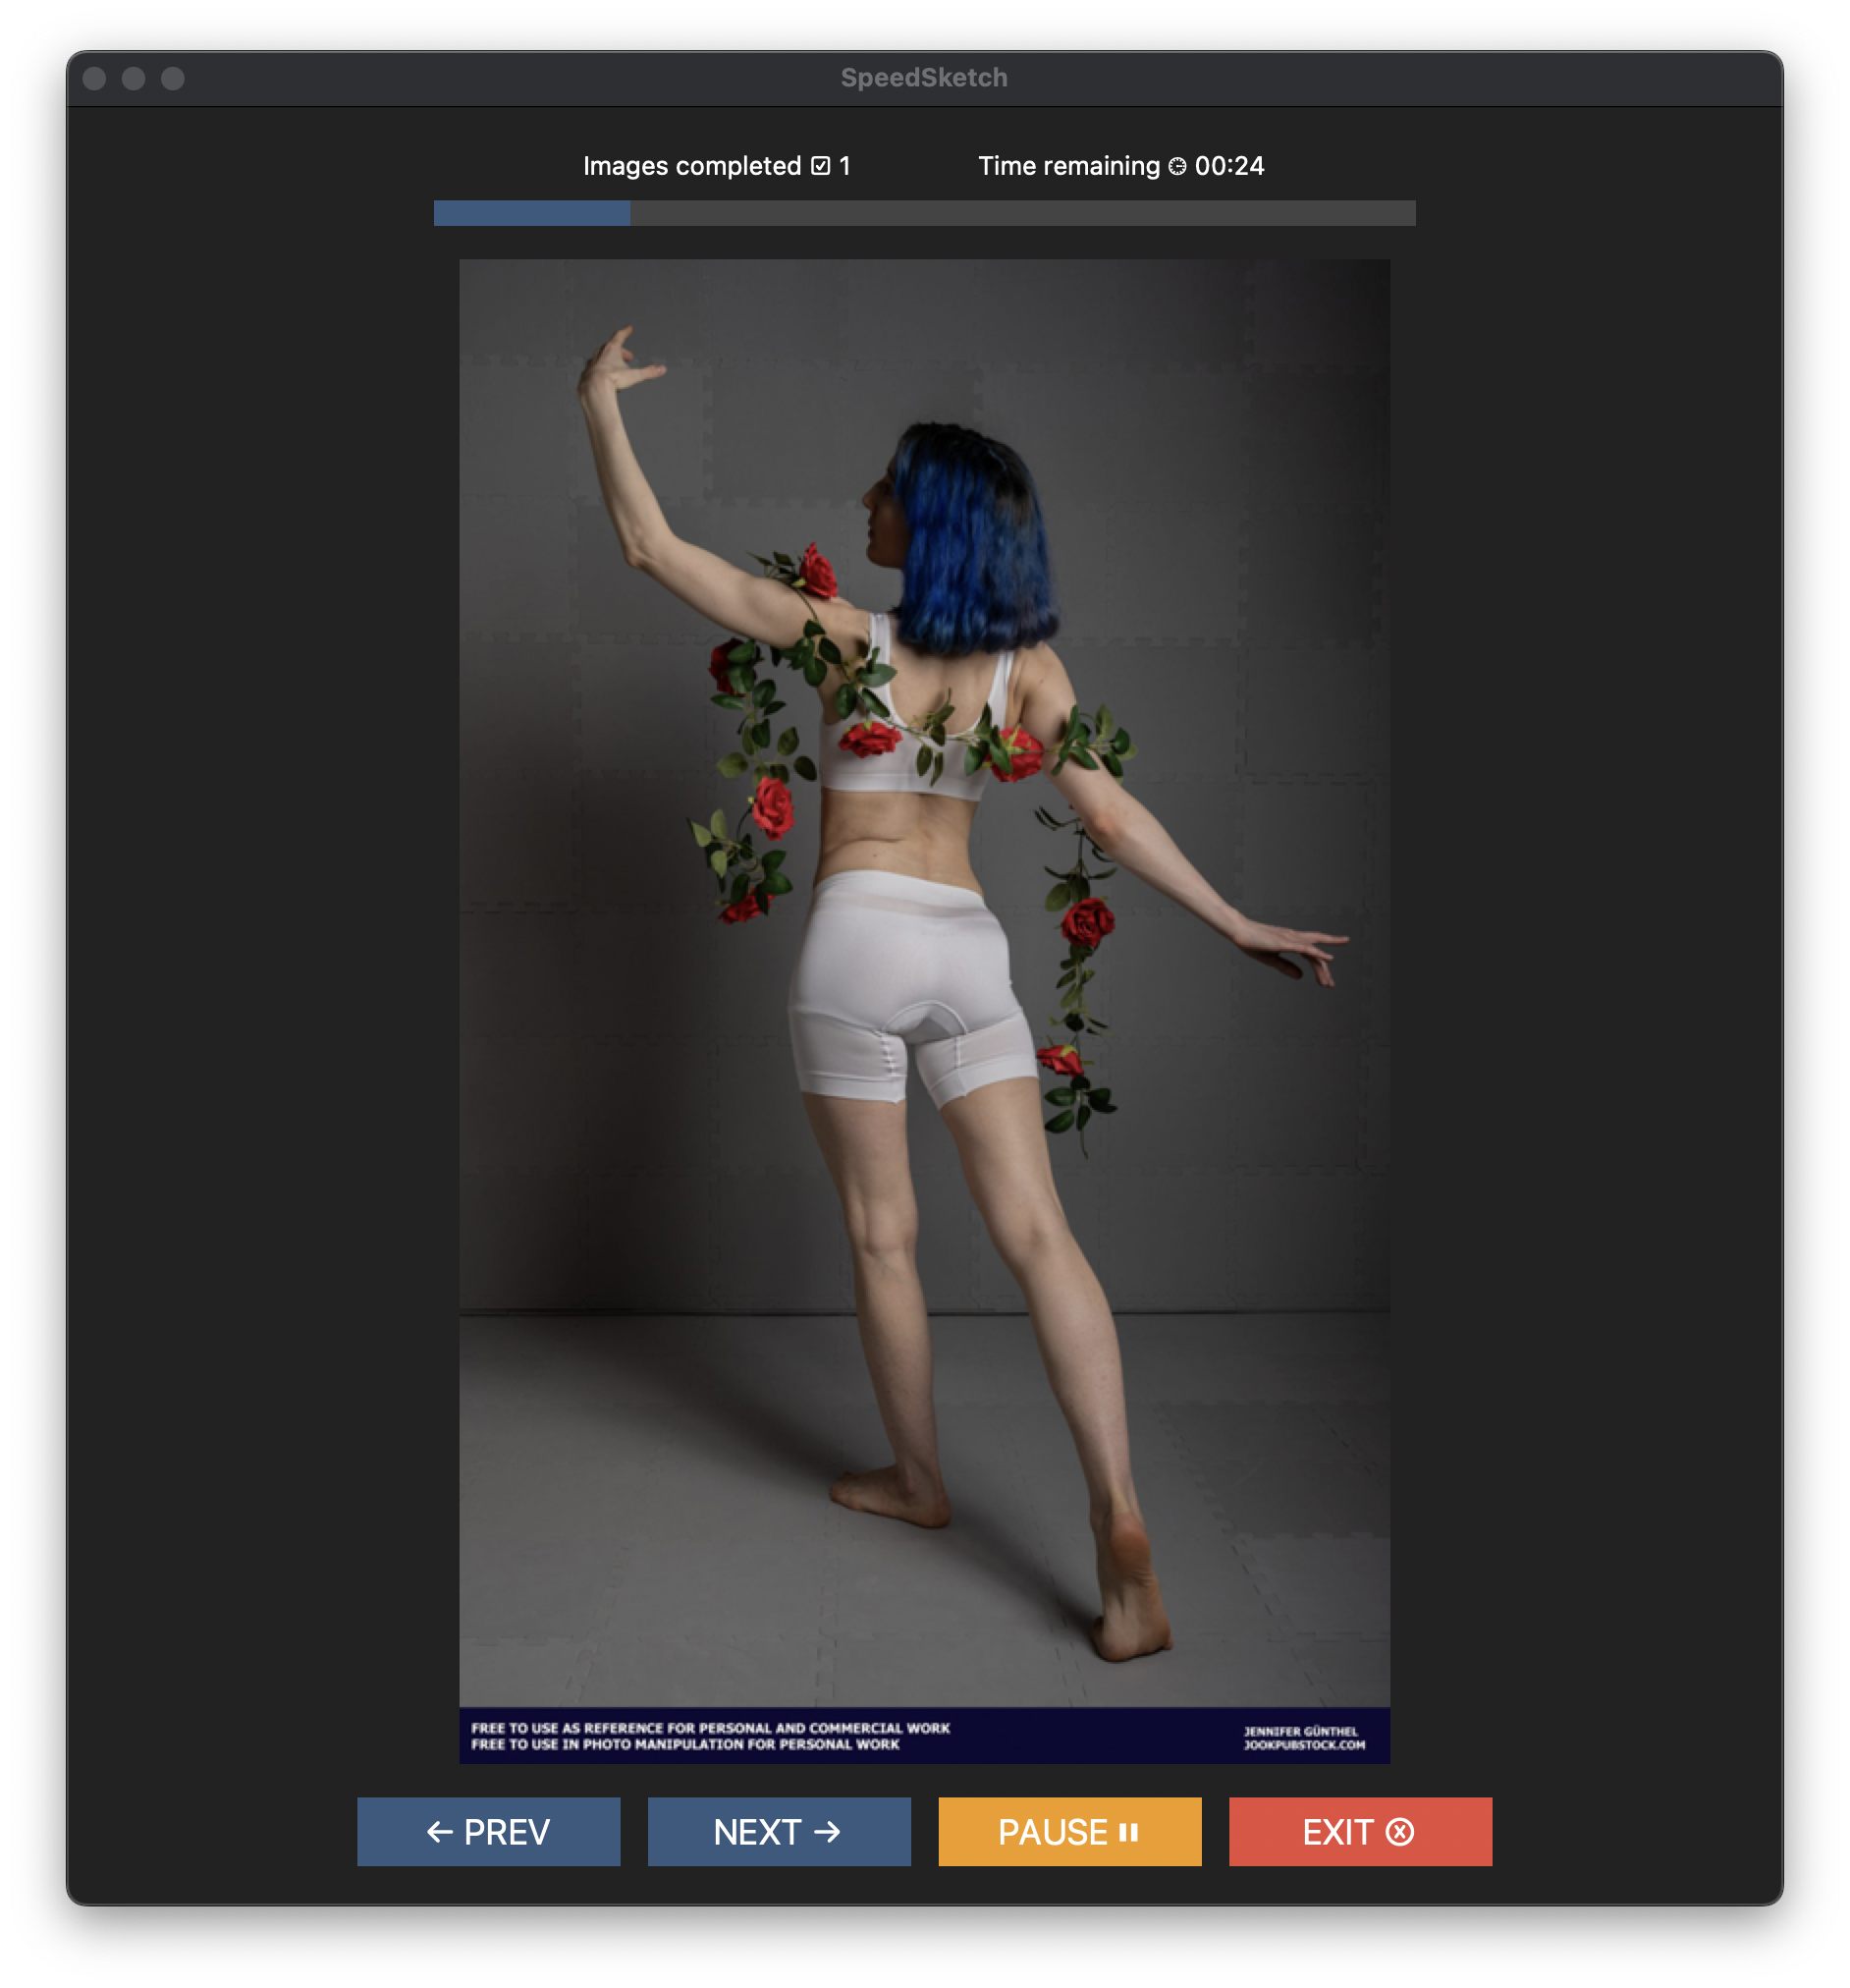 SpeedSketch
Images completed 1
Time remaining 00:24
FREE TO USE AS REFERENCE FOR PERSONAL AND COMMERCIAL WORK
FREE TO USE IN PHOTO MANIPULATION FOR PERSONAL WORK
JENNIFER GÜNTHEL
JOOKPUBSTOCK.COM
← PREV
NEXT →
PAUSE
EXIT